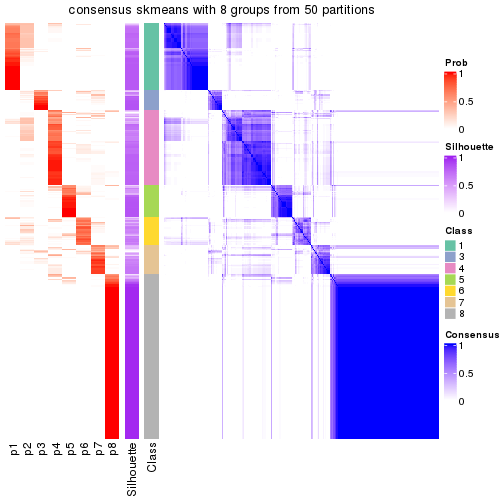 consensus skmeans with 8 groups from 50 partitions
Prob
1
0.5
0
Silhouette
1
0.5
0
Class
1
3
4
5
6
7
8
Consensus
1
0.5
0
p1
p2
p3
p4
p5
p6
p7
p8
Silhouette
Class